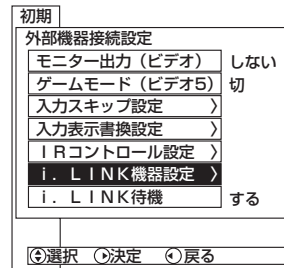 初期
外部機器接続設定
モニター出力（ビデオ） しない
ゲームモード（ビデオ5） 切
入力スキップ設定 〉
入力表示書換設定 〉
IRコントロール設定 〉
i．LINK機器設定 〉
i．LINK待機 する
選択 決定 戻る